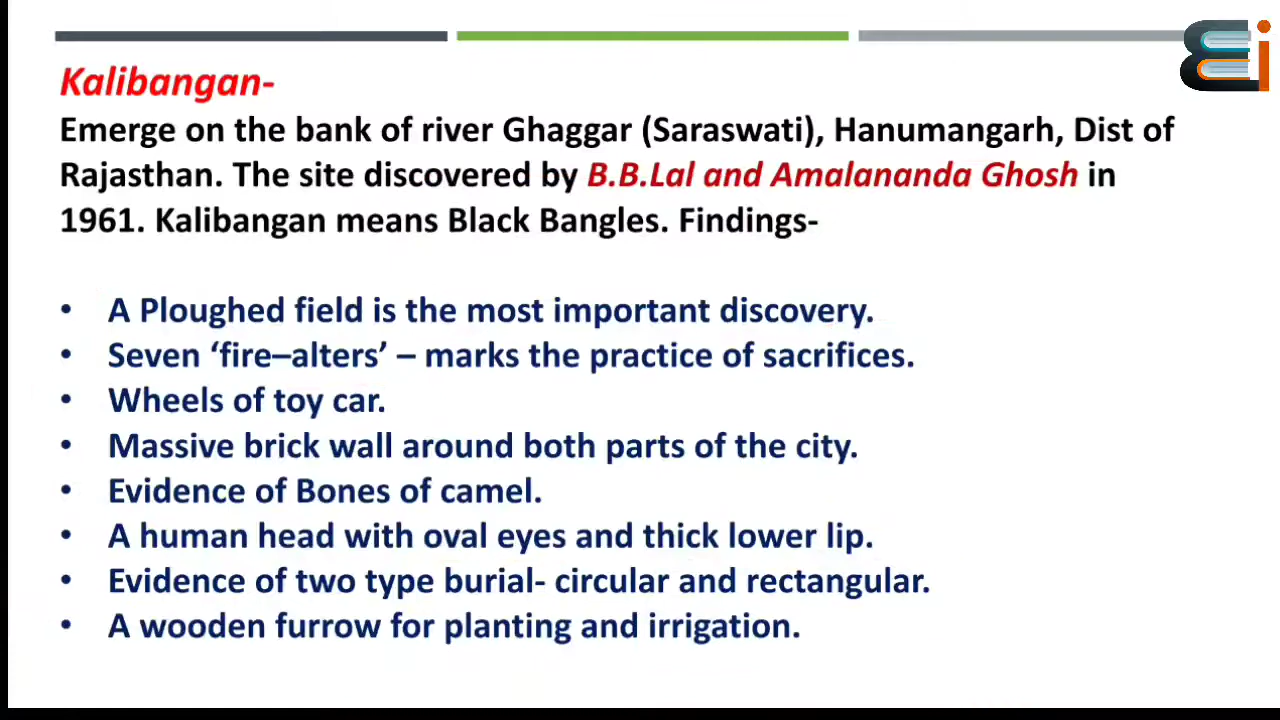 Kalibangan-
Emerge on the bank of river Ghaggar (Saraswati), Hanumangarh, Dist of
Rajasthan. The site discovered by B.B.Lal and Amalananda Ghosh in
1961. Kalibangan means Black Bangles. Findings-
• A Ploughed field is the most important discovery.
• Seven ‘fire–alters’ – marks the practice of sacrifices.
• Wheels of toy car.
• Massive brick wall around both parts of the city.
• Evidence of Bones of camel.
• A human head with oval eyes and thick lower lip.
• Evidence of two type burial- circular and rectangular.
• A wooden furrow for planting and irrigation.